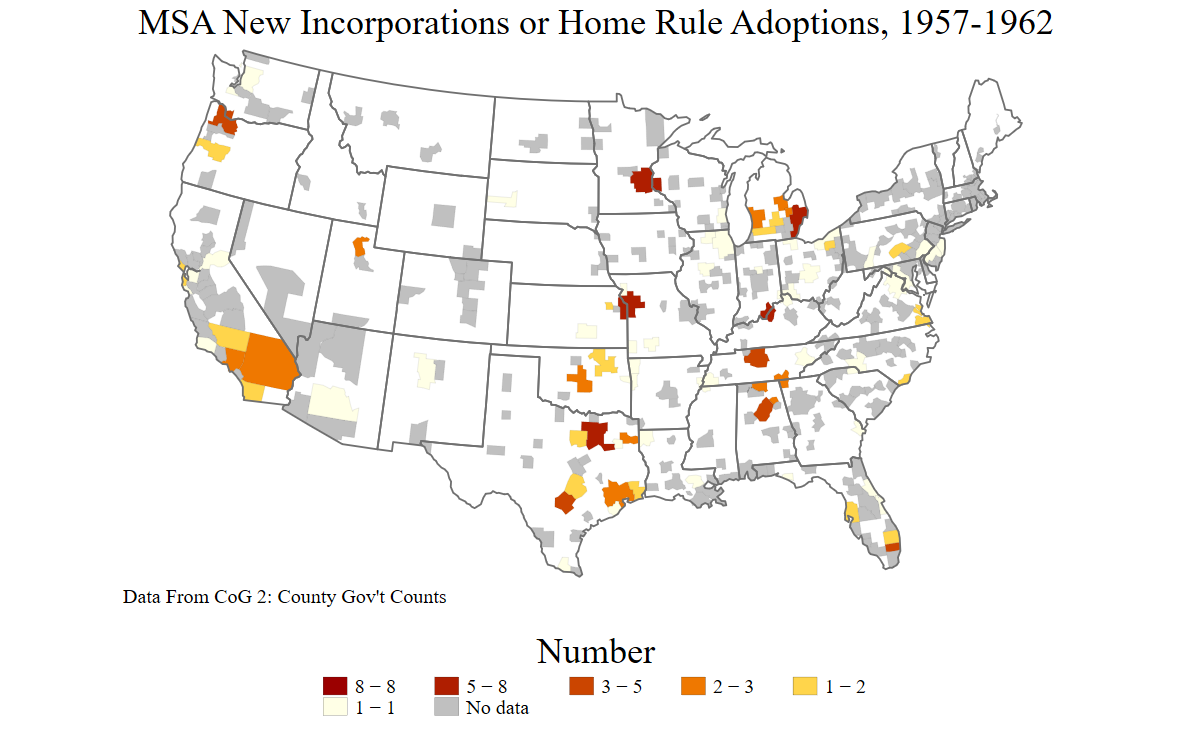 MSA New Incorporations or Home Rule Adoptions, 1957-1962
Data From CoG 2: County Gov't Counts
Number
8 − 8 5 − 8 3 − 5 2 − 3 1 − 2
1 − 1 No data